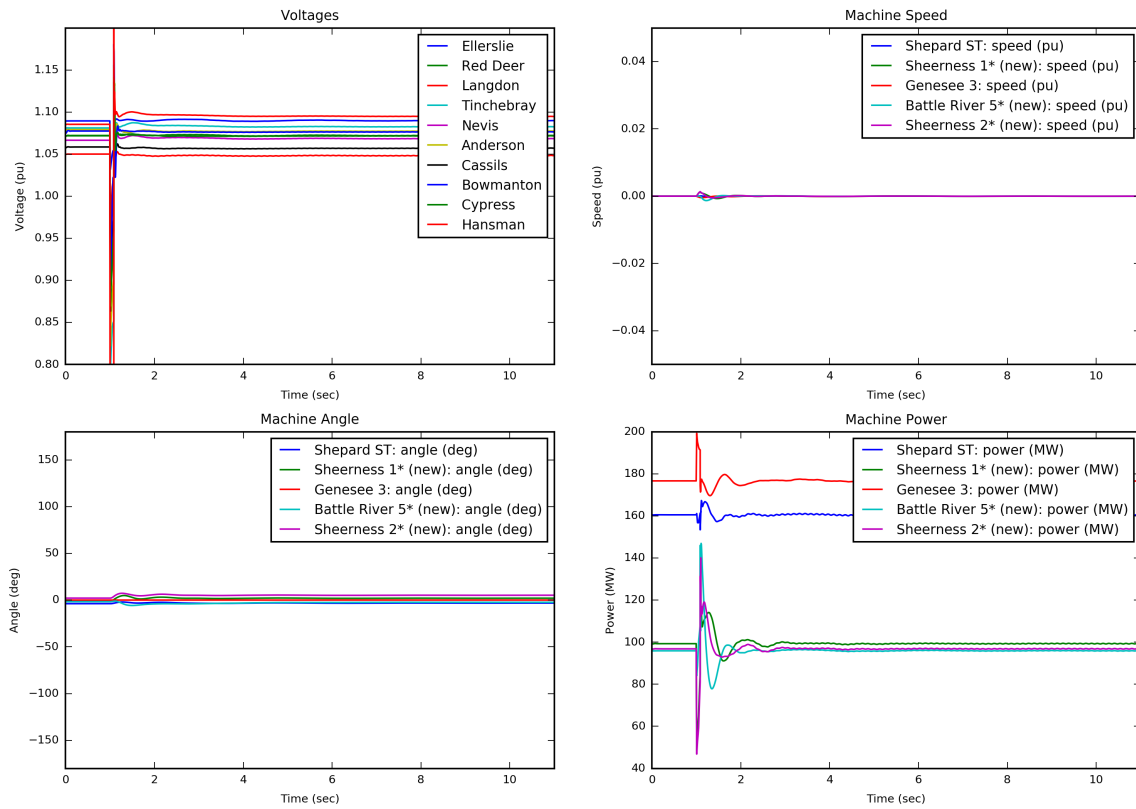 Voltages
Voltage (pu)
1.15
1.10
1.05
1.00
0.95
0.90
0.85
0.80
Ellerslie
Red Deer
Langdon
Tinchebray
Nevis
Anderson
Cassils
Bowmanton
Cypress
Hansman
0 2 4 6 8 10
Time (sec)
Machine Speed
Speed (pu)
0.04
0.02
0.00
−0.02
−0.04
Shepard ST: speed (pu)
Sheerness 1* (new): speed (pu)
Genesee 3: speed (pu)
Battle River 5* (new): speed (pu)
Sheerness 2* (new): speed (pu)
0 2 4 6 8 10
Time (sec)
Machine Angle
Angle (deg)
150
100
50
0
−50
−100
−150
Shepard ST: angle (deg)
Sheerness 1* (new): angle (deg)
Genesee 3: angle (deg)
Battle River 5* (new): angle (deg)
Sheerness 2* (new): angle (deg)
0 2 4 6 8 10
Time (sec)
Machine Power
Power (MW)
200
180
160
140
120
100
80
60
40
Shepard ST: power (MW)
Sheerness 1* (new): power (MW)
Genesee 3: power (MW)
Battle River 5* (new): power (MW)
Sheerness 2* (new): power (MW)
0 2 4 6 8 10
Time (sec)